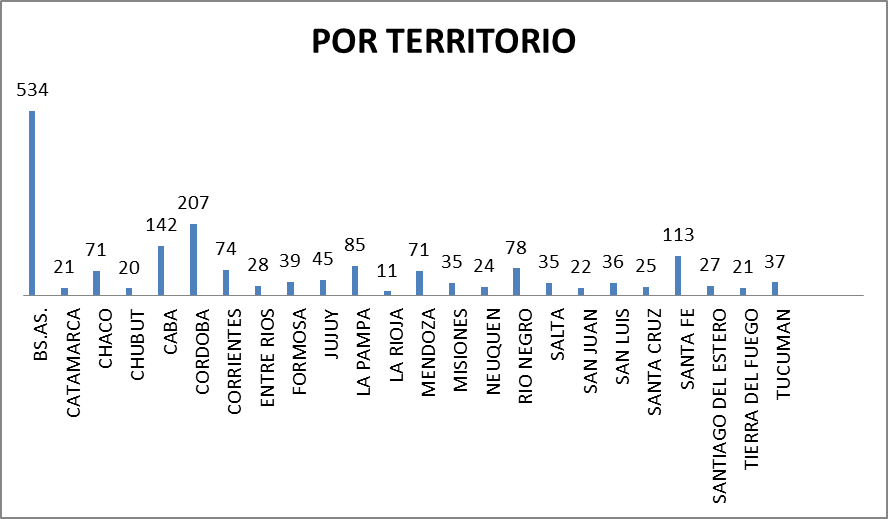 POR TERRITORIO
534
21
71
20
142
207
74
28
39
45
85
11
71
35
24
78
35
22
36
25
113
27
21
37
BS.AS.
CATAMARCA
CHACO
CHUBUT
CABA
CORDOBA
CORRIENTES
ENTRE RIOS
FORMOSA
JUJUY
LA PAMPA
LA RIOJA
MENDOZA
MISIONES
NEUQUEN
RIO NEGRO
SALTA
SAN JUAN
SAN LUIS
SANTA CRUZ
SANTA FE
SANTIAGO DEL ESTERO
TIERRA DEL FUEGO
TUCUMAN